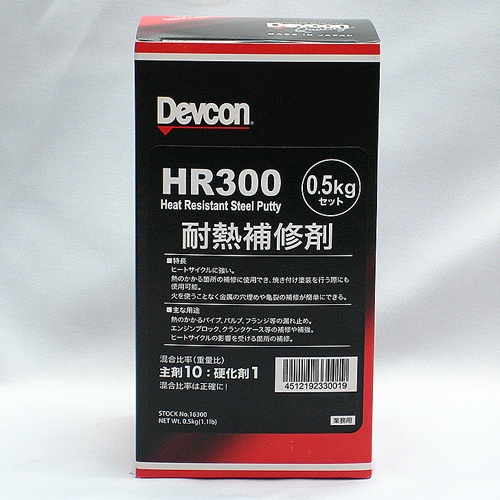 Devcon
Quality
MADE IN JAPAN
Devcon®
HR300
Heat Resistant Steel Putty
0.5kg
セット
耐熱補修剤
■特長
ヒートサイクルに強い。
熱のかかる箇所の補修に使用でき、焼き付け塗装を行う際にも
使用可能。
火を使うことなく金属の穴埋めや亀裂の補修が簡単にできる。
■主な用途
熱のかかるパイプ、バルブ、フランジ等の漏れ止め。
エンジンブロック、クランクケース等の補修や補強。
ヒートサイクルの影響を受ける箇所の補修。
混合比率(重量比)
主剤10:硬化剤1
混合比率は正確に!
4512192330019
STOCK No.16300
NET Wt. 0.5kg(1.1lb)
業務用